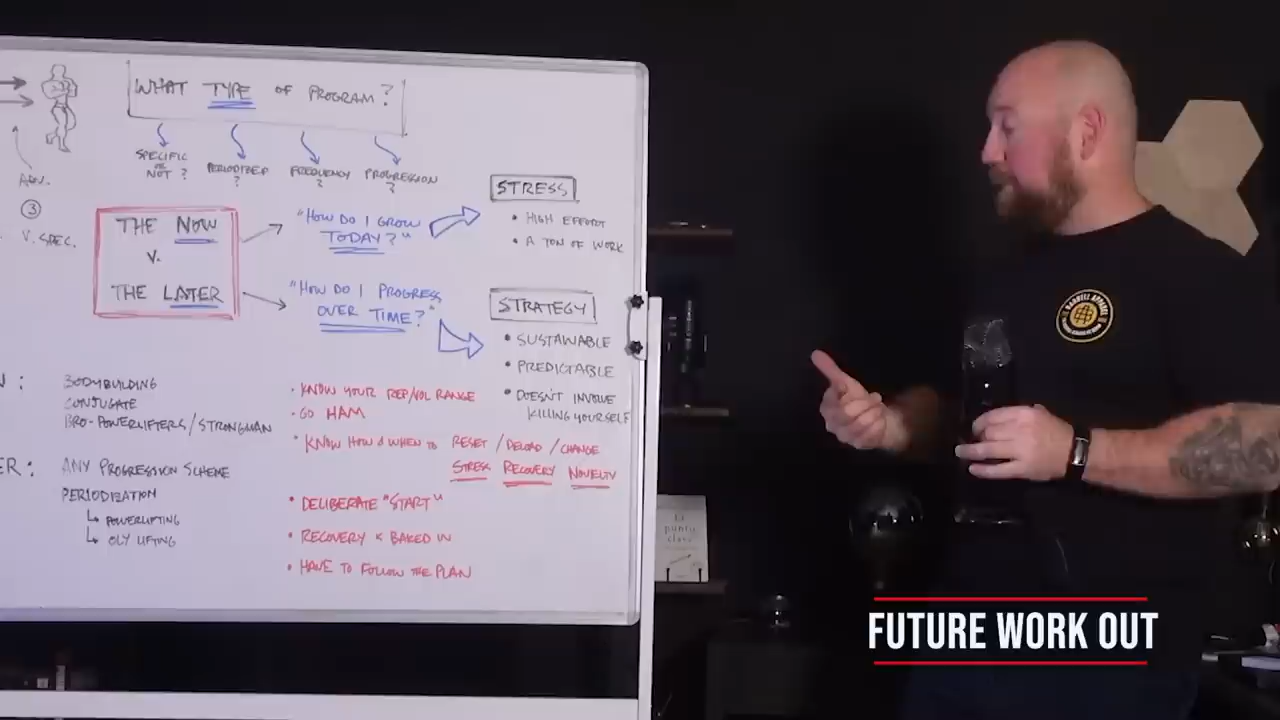 WHAT TYPE OF PROGRAM?
SPECIFIC OR NOT?
PERIODIZED?
FREQUENCY?
PROGRESSION?
ADV.
③
V. SPEC.
THE NOW
V.
THE LATER
"HOW DO I GROW
TODAY?"
"HOW DO I PROGRESS
OVER TIME?"
STRESS
• HIGH EFFORT
• A TON OF WORK
STRATEGY
• SUSTAINABLE
• PREDICTABLE
• DOESN'T INVOLVE
KILLING YOURSELF
:
BODYBUILDING
CONJUGATE
BRO-POWERLIFTERS/STRONGMAN
ER:
ANY PROGRESSION SCHEME
PERIODIZATION
↳ POWERLIFTING
↳ OLY LIFTING
• KNOW YOUR REP/VOL RANGE
• GO HAM
• KNOW HOW & WHEN TO RESET / DELOAD / CHANGE
STRESS RECOVERY NOVELTY
• DELIBERATE "START"
• RECOVERY IS BAKED IN
• HAVE TO FOLLOW THE PLAN
DARKELL APPAREL
FUTURE WORK OUT